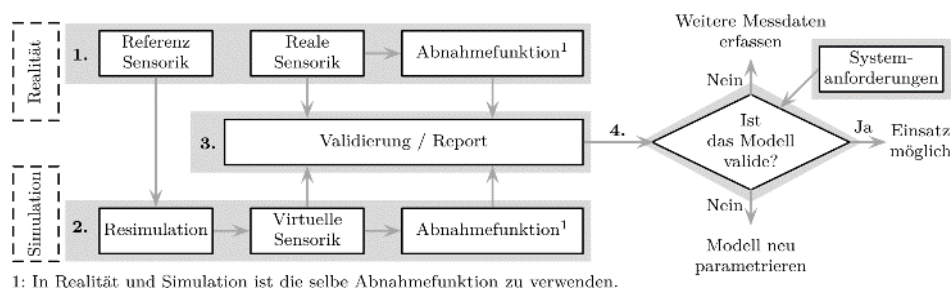 Realität
1.
Referenz
Sensorik
Reale
Sensorik
Abnahmefunktion1
3.
Validierung / Report
Simulation
2.
Resimulation
Virtuelle
Sensorik
Abnahmefunktion1
4.
Weitere Messdaten
erfassen
Nein
System-
anforderungen
Ist
das Modell
valide?
Ja
Einsatz
möglich
Nein
Modell neu
parametrieren
1: In Realität und Simulation ist die selbe Abnahmefunktion zu verwenden.